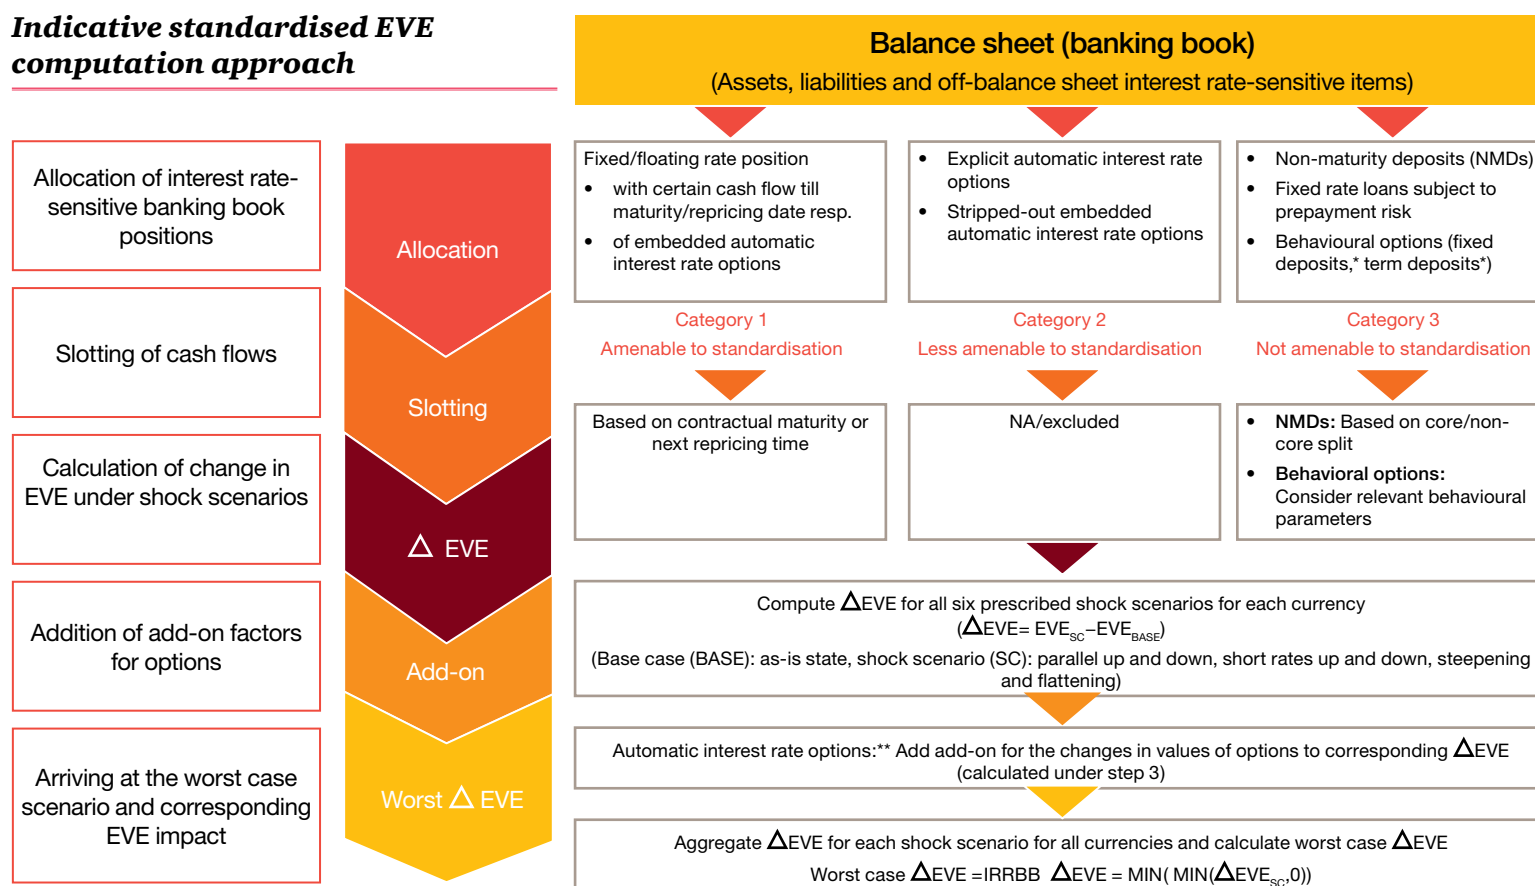 Indicative standardised EVE
computation approach
Balance sheet (banking book)
(Assets, liabilities and off-balance sheet interest rate-sensitive items)
Allocation of interest rate-
sensitive banking book
positions
Allocation
Fixed/floating rate position
• with certain cash flow till
maturity/repricing date resp.
• of embedded automatic
interest rate options
• Explicit automatic interest rate
options
• Stripped-out embedded
automatic interest rate options
• Non-maturity deposits (NMDs)
• Fixed rate loans subject to
prepayment risk
• Behavioural options (fixed
deposits,* term deposits*)
Category 1
Amenable to standardisation
Category 2
Less amenable to standardisation
Category 3
Not amenable to standardisation
Slotting of cash flows
Slotting
Based on contractual maturity or
next repricing time
NA/excluded
• NMDs: Based on core/non-
core split
• Behavioral options:
Consider relevant behavioural
parameters
Calculation of change in
EVE under shock scenarios
Δ EVE
Compute ΔEVE for all six prescribed shock scenarios for each currency
(ΔEVE= EVESC–EVEBASE)
(Base case (BASE): as-is state, shock scenario (SC): parallel up and down, short rates up and down, steepening
and flattening)
Addition of add-on factors
for options
Add-on
Automatic interest rate options:** Add add-on for the changes in values of options to corresponding ΔEVE
(calculated under step 3)
Arriving at the worst case
scenario and corresponding
EVE impact
Worst Δ EVE
Aggregate ΔEVE for each shock scenario for all currencies and calculate worst case ΔEVE
Worst case ΔEVE =IRRBB ΔEVE = MIN( MIN(ΔEVESC,0))